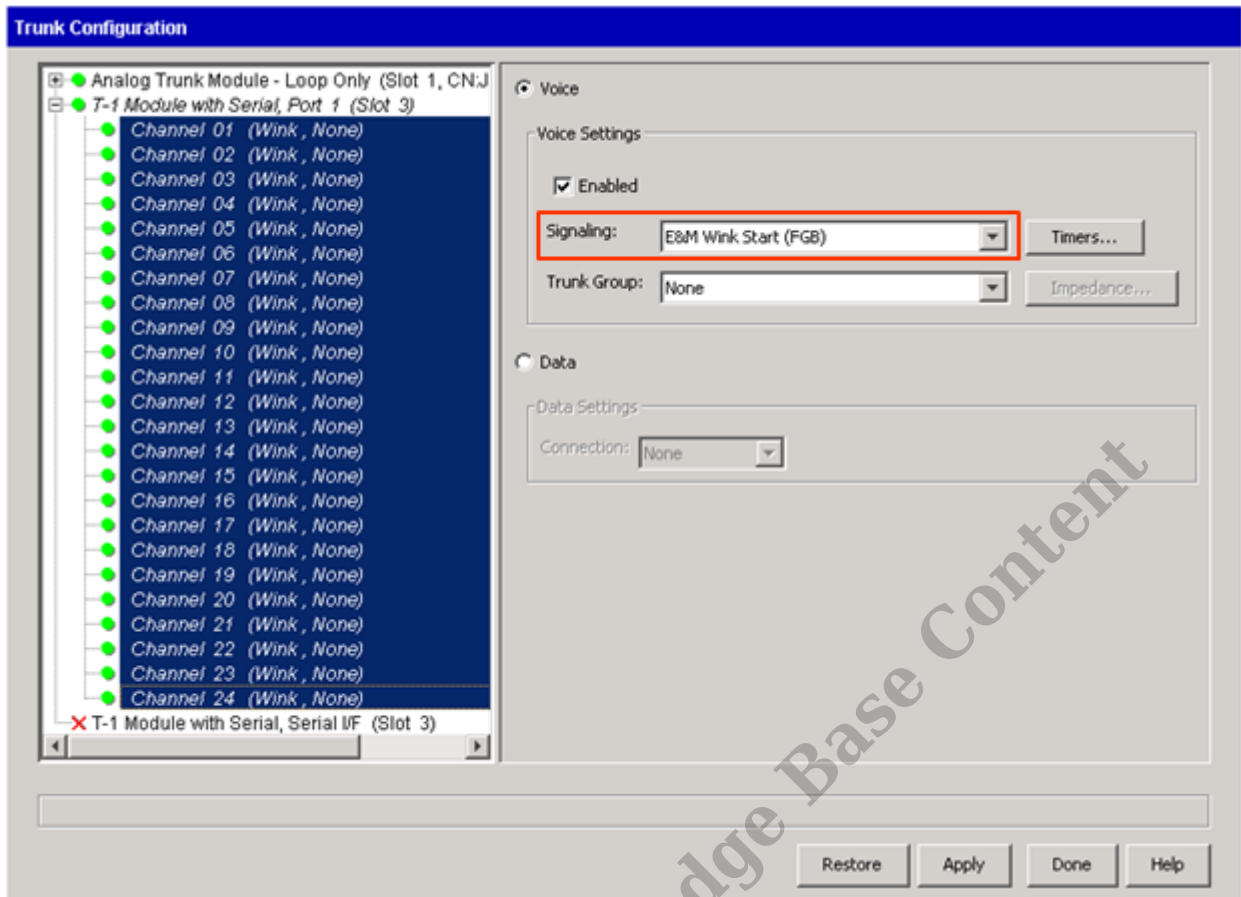 Trunk Configuration
Analog Trunk Module - Loop Only (Slot 1, CN:J
T-1 Module with Serial, Port 1 (Slot 3)
Channel 01 (Wink , None)
Channel 02 (Wink , None)
Channel 03 (Wink , None)
Channel 04 (Wink , None)
Channel 05 (Wink , None)
Channel 06 (Wink , None)
Channel 07 (Wink , None)
Channel 08 (Wink , None)
Channel 09 (Wink , None)
Channel 10 (Wink , None)
Channel 11 (Wink , None)
Channel 12 (Wink , None)
Channel 13 (Wink , None)
Channel 14 (Wink , None)
Channel 15 (Wink , None)
Channel 16 (Wink , None)
Channel 17 (Wink , None)
Channel 18 (Wink , None)
Channel 19 (Wink , None)
Channel 20 (Wink , None)
Channel 21 (Wink , None)
Channel 22 (Wink , None)
Channel 23 (Wink , None)
Channel 24 (Wink , None)
T-1 Module with Serial, Serial I/F (Slot 3)
Voice
Voice Settings
Enabled
Signaling: E&M Wink Start (FGB) Timers...
Trunk Group: None Impedance...
Data
Data Settings
Connection: None
Restore Apply Done Help
dge Base Content